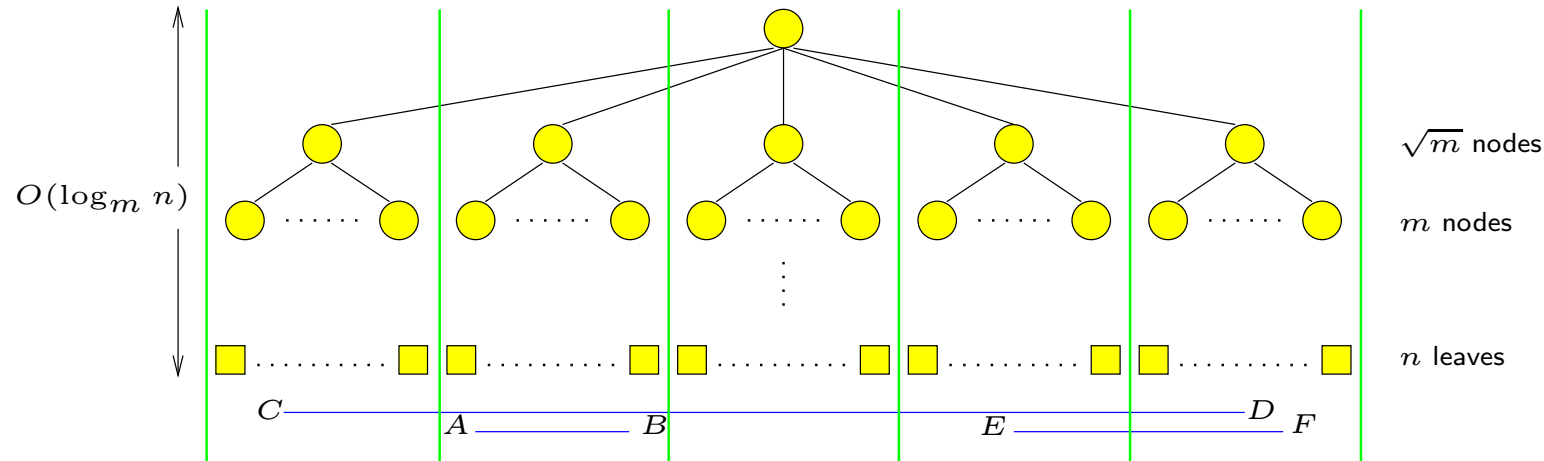 √m nodes
O(log_m n)
m nodes
n leaves
C D
A B E F